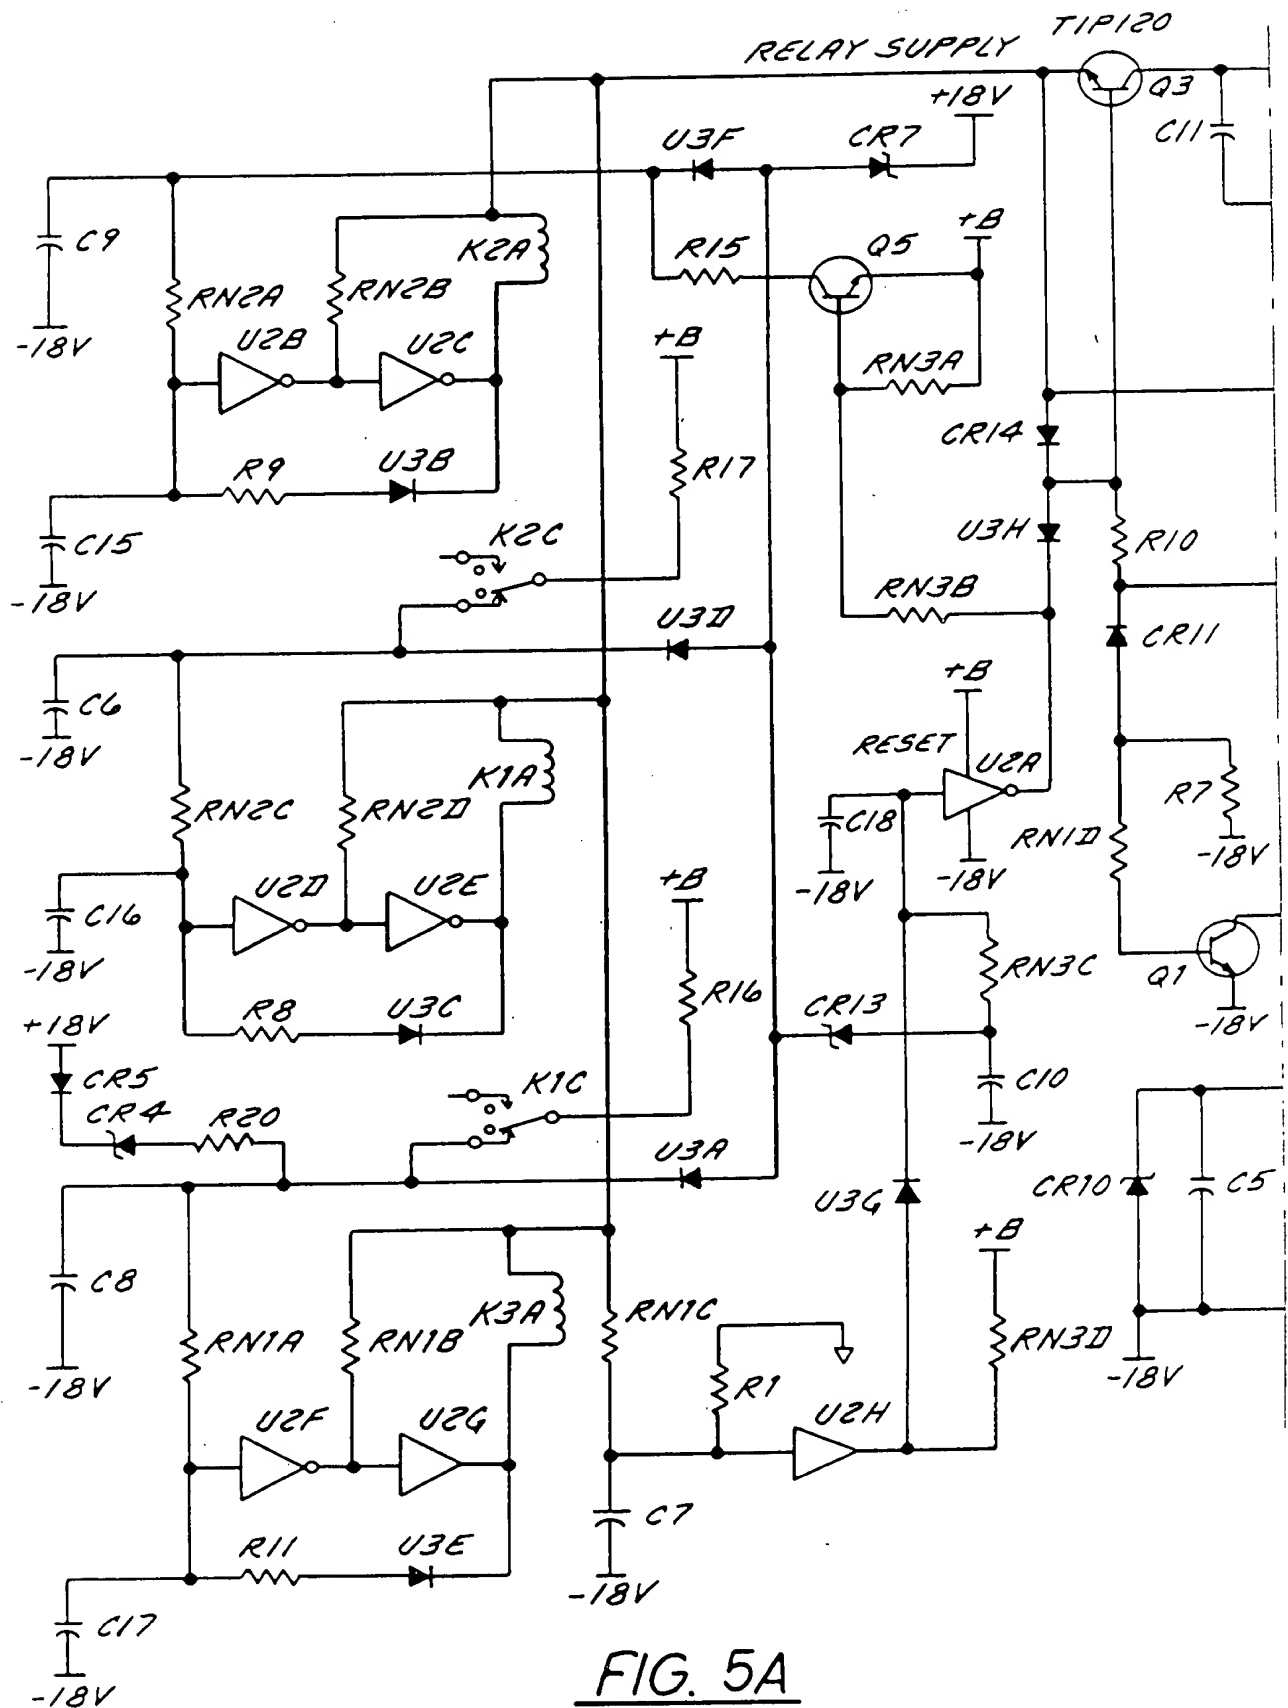 TIP120
RELAY SUPPLY
Q3
+18V
C11
U3F
CR7
C9
K2A
R15
Q5
+B
RN2A
RN2B
-18V
U2B
U2C
+B
RN3A
CR14
R9
U3B
R17
C15
K2C
U3H
R10
-18V
RN3B
U3D
CR11
C6
+B
-18V
RESET
U2A
K1A
RN2C
RN2D
C18
R7
RN1D
-18V
-18V
-18V
U2D
U2E
+B
C16
-18V
RN3C
Q1
R8
U3C
R16
CR13
+18V
-18V
CR5
K1C
C10
CR4
R20
-18V
U3A
CR10
C5
U3G
+B
C8
K3A
RN1C
RN1A
RN1B
RN3D
-18V
R1
-18V
U2F
U2G
U2H
C7
R11
U3E
-18V
C17
-18V
FIG. 5A